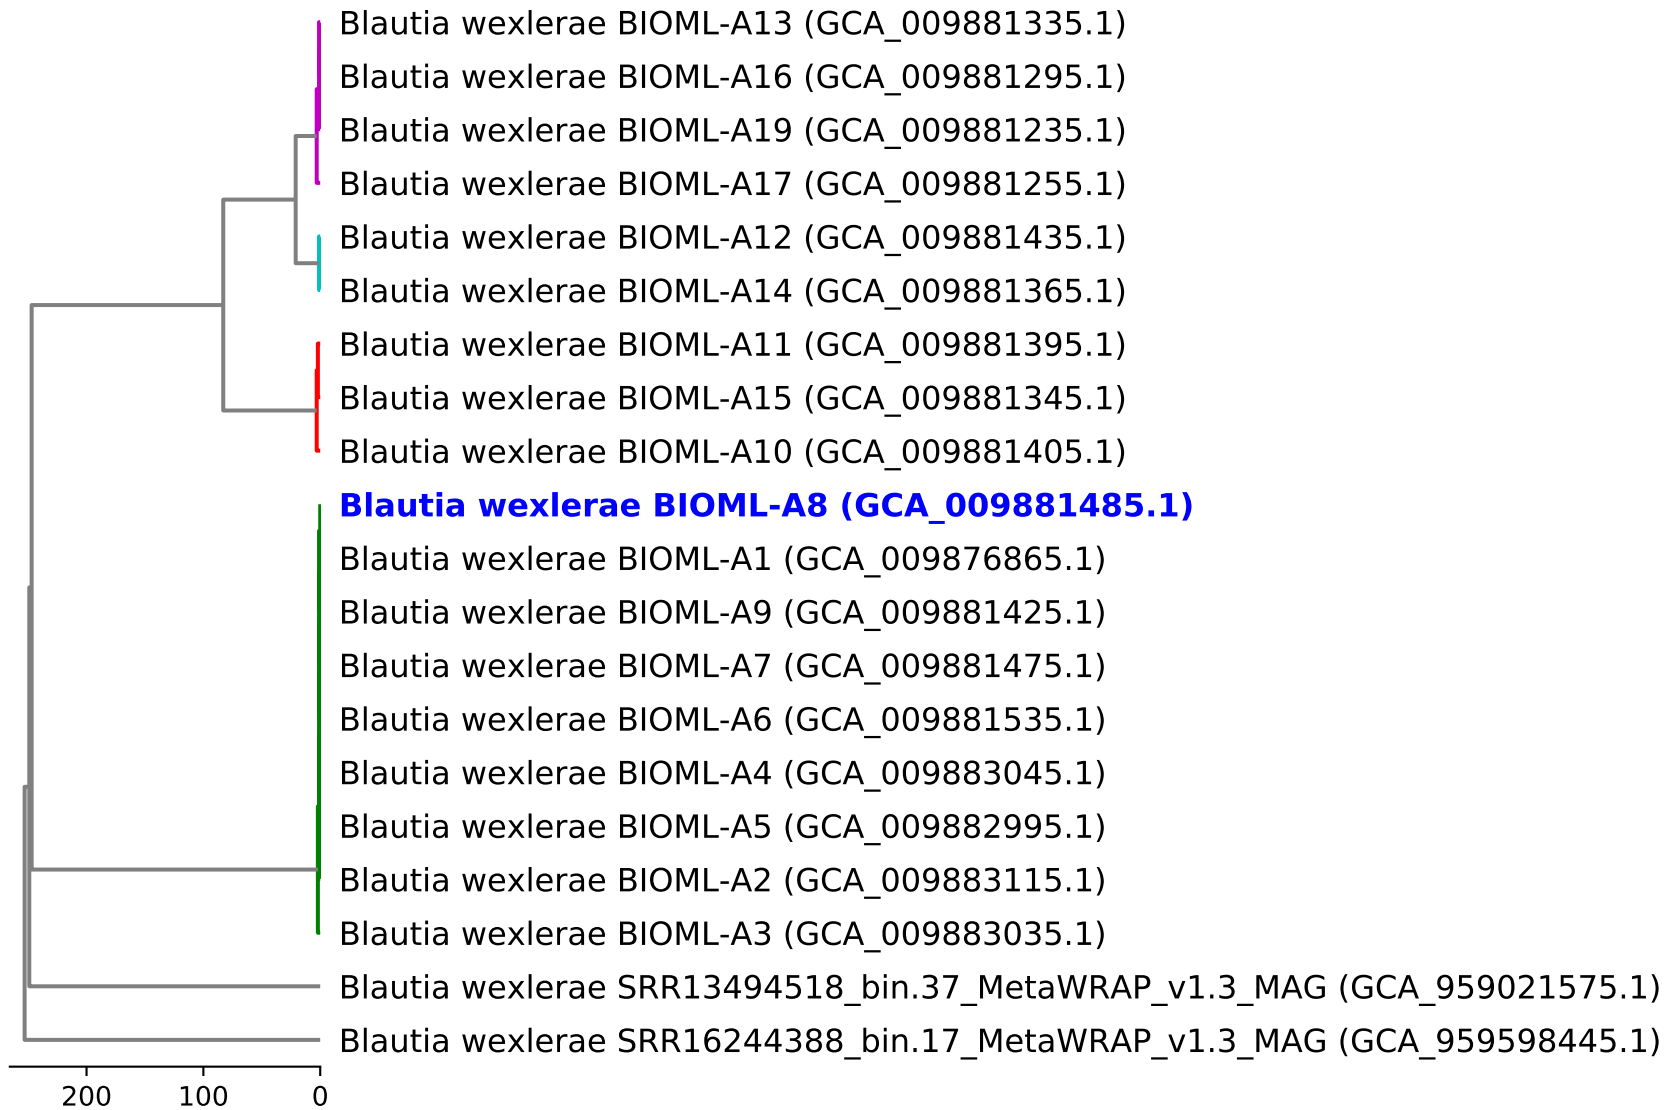 Blautia wexlerae BIOML-A13 (GCA_009881335.1)
Blautia wexlerae BIOML-A16 (GCA_009881295.1)
Blautia wexlerae BIOML-A19 (GCA_009881235.1)
Blautia wexlerae BIOML-A17 (GCA_009881255.1)
Blautia wexlerae BIOML-A12 (GCA_009881435.1)
Blautia wexlerae BIOML-A14 (GCA_009881365.1)
Blautia wexlerae BIOML-A11 (GCA_009881395.1)
Blautia wexlerae BIOML-A15 (GCA_009881345.1)
Blautia wexlerae BIOML-A10 (GCA_009881405.1)
Blautia wexlerae BIOML-A8 (GCA_009881485.1)
Blautia wexlerae BIOML-A1 (GCA_009876865.1)
Blautia wexlerae BIOML-A9 (GCA_009881425.1)
Blautia wexlerae BIOML-A7 (GCA_009881475.1)
Blautia wexlerae BIOML-A6 (GCA_009881535.1)
Blautia wexlerae BIOML-A4 (GCA_009883045.1)
Blautia wexlerae BIOML-A5 (GCA_009882995.1)
Blautia wexlerae BIOML-A2 (GCA_009883115.1)
Blautia wexlerae BIOML-A3 (GCA_009883035.1)
Blautia wexlerae SRR13494518_bin.37_MetaWRAP_v1.3_MAG (GCA_959021575.1)
Blautia wexlerae SRR16244388_bin.17_MetaWRAP_v1.3_MAG (GCA_959598445.1)
200 100 0